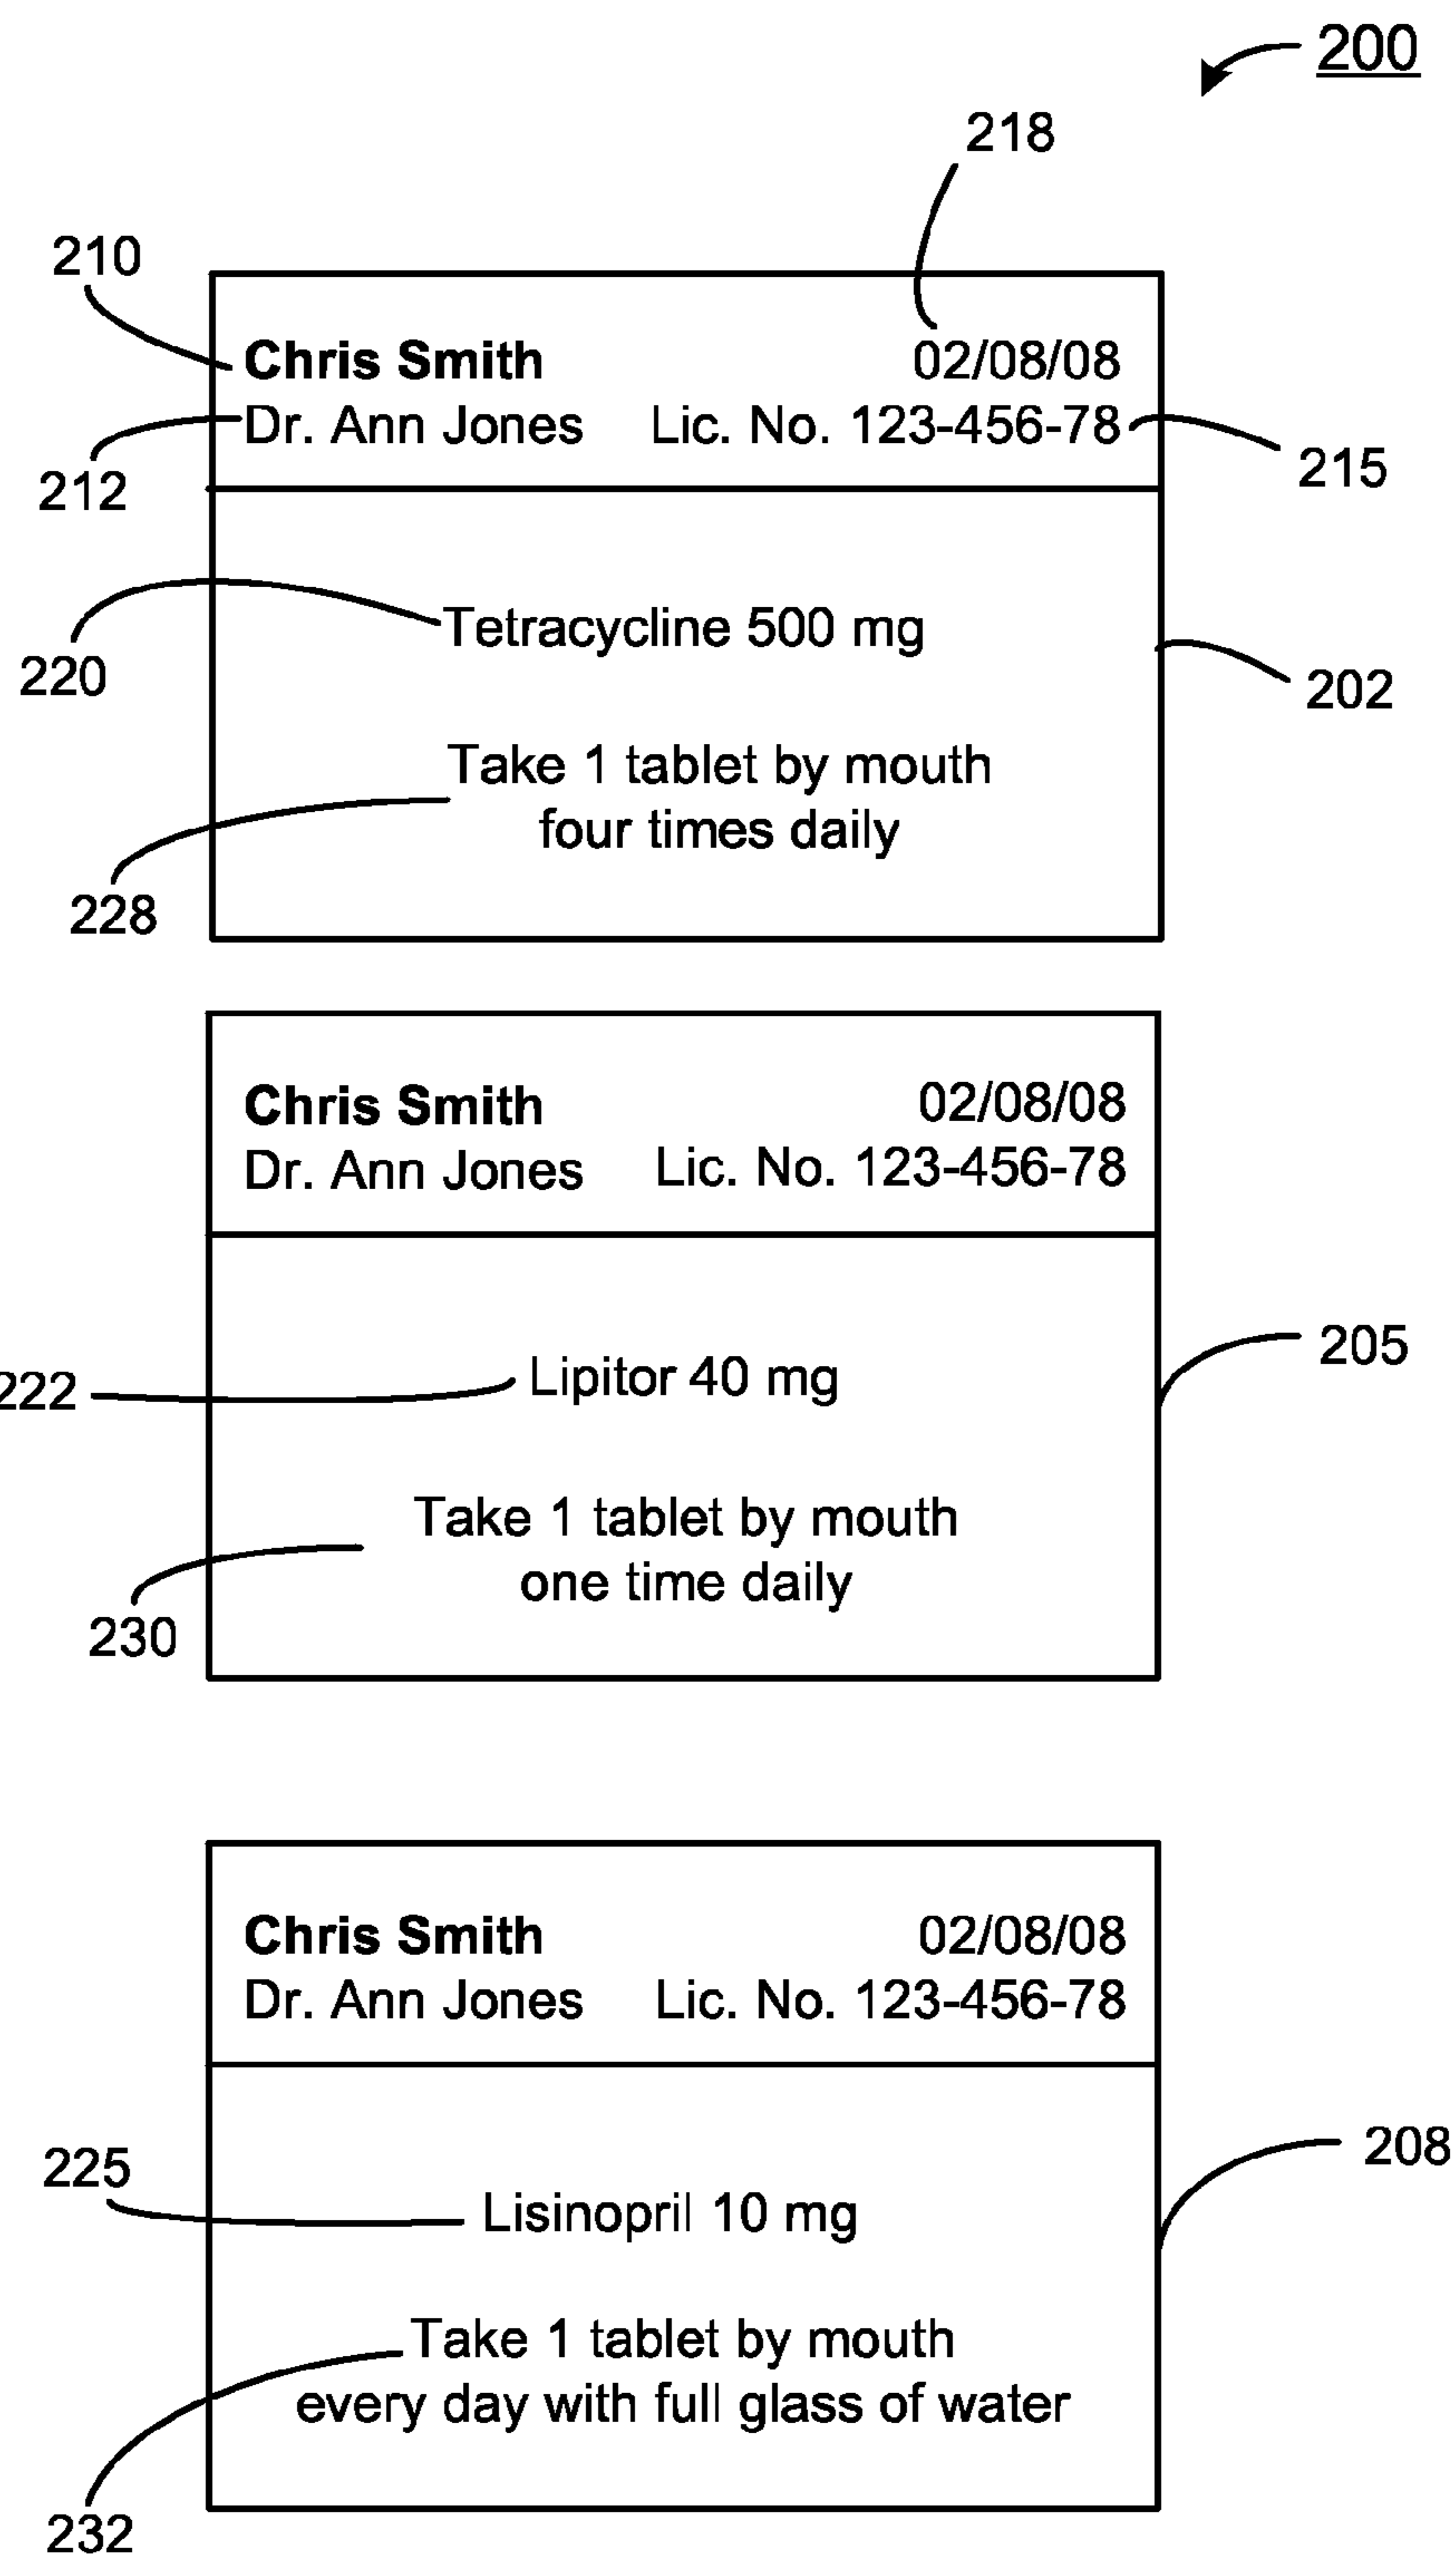 200
218
210
Chris Smith 02/08/08
Dr. Ann Jones Lic. No. 123-456-78
212
215
Tetracycline 500 mg
220
202
Take 1 tablet by mouth
four times daily
228
Chris Smith 02/08/08
Dr. Ann Jones Lic. No. 123-456-78
205
Lipitor 40 mg
222
Take 1 tablet by mouth
one time daily
230
Chris Smith 02/08/08
Dr. Ann Jones Lic. No. 123-456-78
208
225
Lisinopril 10 mg
Take 1 tablet by mouth
every day with full glass of water
232